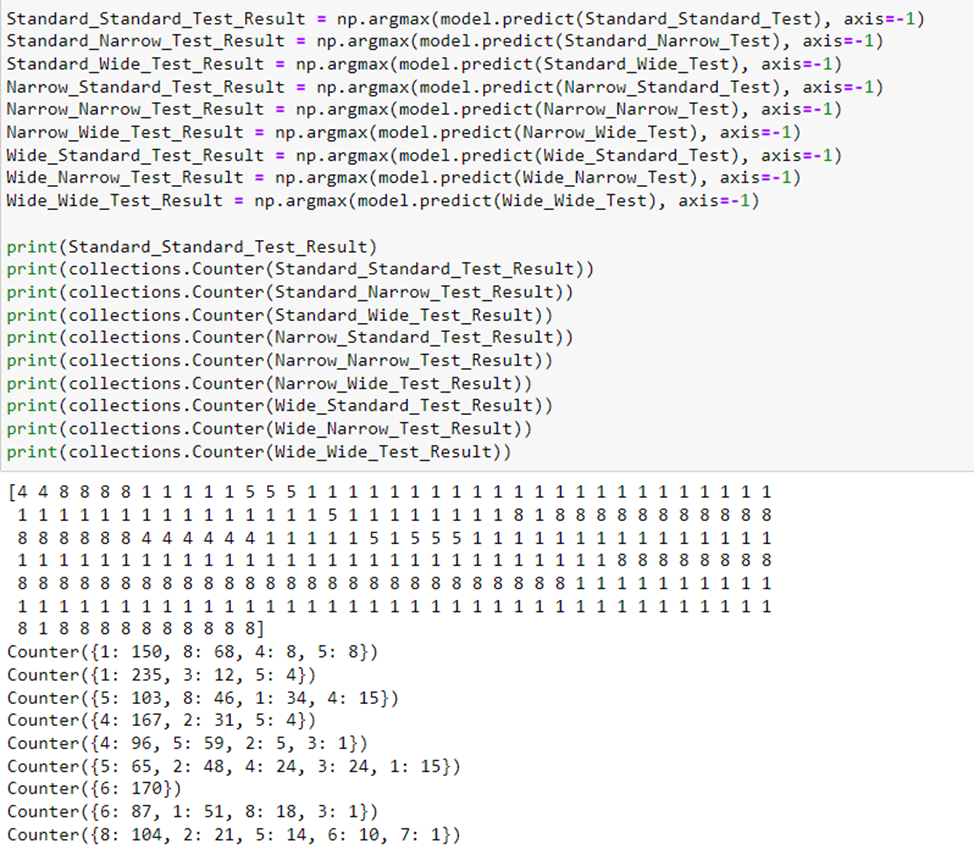 Standard_Standard_Test_Result = np.argmax(model.predict(Standard_Standard_Test), axis=-1)
Standard_Narrow_Test_Result = np.argmax(model.predict(Standard_Narrow_Test), axis=-1)
Standard_Wide_Test_Result = np.argmax(model.predict(Standard_Wide_Test), axis=-1)
Narrow_Standard_Test_Result = np.argmax(model.predict(Narrow_Standard_Test), axis=-1)
Narrow_Narrow_Test_Result = np.argmax(model.predict(Narrow_Narrow_Test), axis=-1)
Narrow_Wide_Test_Result = np.argmax(model.predict(Narrow_Wide_Test), axis=-1)
Wide_Standard_Test_Result = np.argmax(model.predict(Wide_Standard_Test), axis=-1)
Wide_Narrow_Test_Result = np.argmax(model.predict(Wide_Narrow_Test), axis=-1)
Wide_Wide_Test_Result = np.argmax(model.predict(Wide_Wide_Test), axis=-1)
print(Standard_Standard_Test_Result)
print(collections.Counter(Standard_Standard_Test_Result))
print(collections.Counter(Standard_Narrow_Test_Result))
print(collections.Counter(Standard_Wide_Test_Result))
print(collections.Counter(Narrow_Standard_Test_Result))
print(collections.Counter(Narrow_Narrow_Test_Result))
print(collections.Counter(Narrow_Wide_Test_Result))
print(collections.Counter(Wide_Standard_Test_Result))
print(collections.Counter(Wide_Narrow_Test_Result))
print(collections.Counter(Wide_Wide_Test_Result))
[4 4 8 8 8 8 1 1 1 1 1 5 5 5 1 1 1 1 1 1 1 1 1 1 1 1 1 1 1 1 1 1 1 1 1 1 1
1 1 1 1 1 1 1 1 1 1 1 1 1 1 1 5 1 1 1 1 1 1 1 1 8 1 8 8 8 8 8 8 8 8 8 8 8
8 8 8 8 8 8 4 4 4 4 4 4 1 1 1 1 1 5 1 5 5 5 1 1 1 1 1 1 1 1 1 1 1 1 1 1 1
1 1 1 1 1 1 1 1 1 1 1 1 1 1 1 1 1 1 1 1 1 1 1 1 1 1 1 1 1 8 8 8 8 8 8 8 8
8 8 8 8 8 8 8 8 8 8 8 8 8 8 8 8 8 8 8 8 8 8 8 8 8 8 8 1 1 1 1 1 1 1 1 1 1
1 1 1 1 1 1 1 1 1 1 1 1 1 1 1 1 1 1 1 1 1 1 1 1 1 1 1 1 1 1 1 1 1 1 1 1 1
8 1 8 8 8 8 8 8 8 8 8 8]
Counter({1: 150, 8: 68, 4: 8, 5: 8})
Counter({1: 235, 3: 12, 5: 4})
Counter({5: 103, 8: 46, 1: 34, 4: 15})
Counter({4: 167, 2: 31, 5: 4})
Counter({4: 96, 5: 59, 2: 5, 3: 1})
Counter({5: 65, 2: 48, 4: 24, 3: 24, 1: 15})
Counter({6: 170})
Counter({6: 87, 1: 51, 8: 18, 3: 1})
Counter({8: 104, 2: 21, 5: 14, 6: 10, 7: 1})